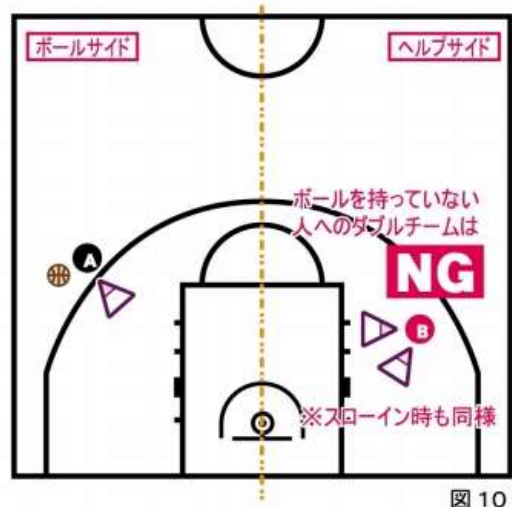 ボールサイド
ヘルプサイド
ボールを持っていない
人へのダブルチームは
NG
A
B
※スローイン時も同様
図 10